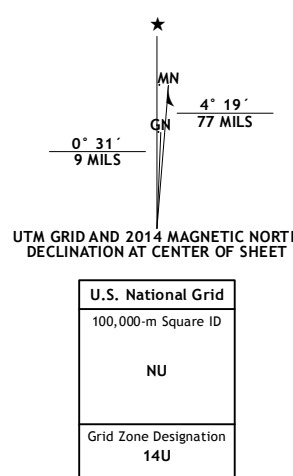 ★
MN
GN
4° 19´
77 MILS
0° 31´
9 MILS
UTM GRID AND 2014 MAGNETIC NORTH
DECLINATION AT CENTER OF SHEET
U.S. National Grid
100,000-m Square ID
NU
Grid Zone Designation
14U